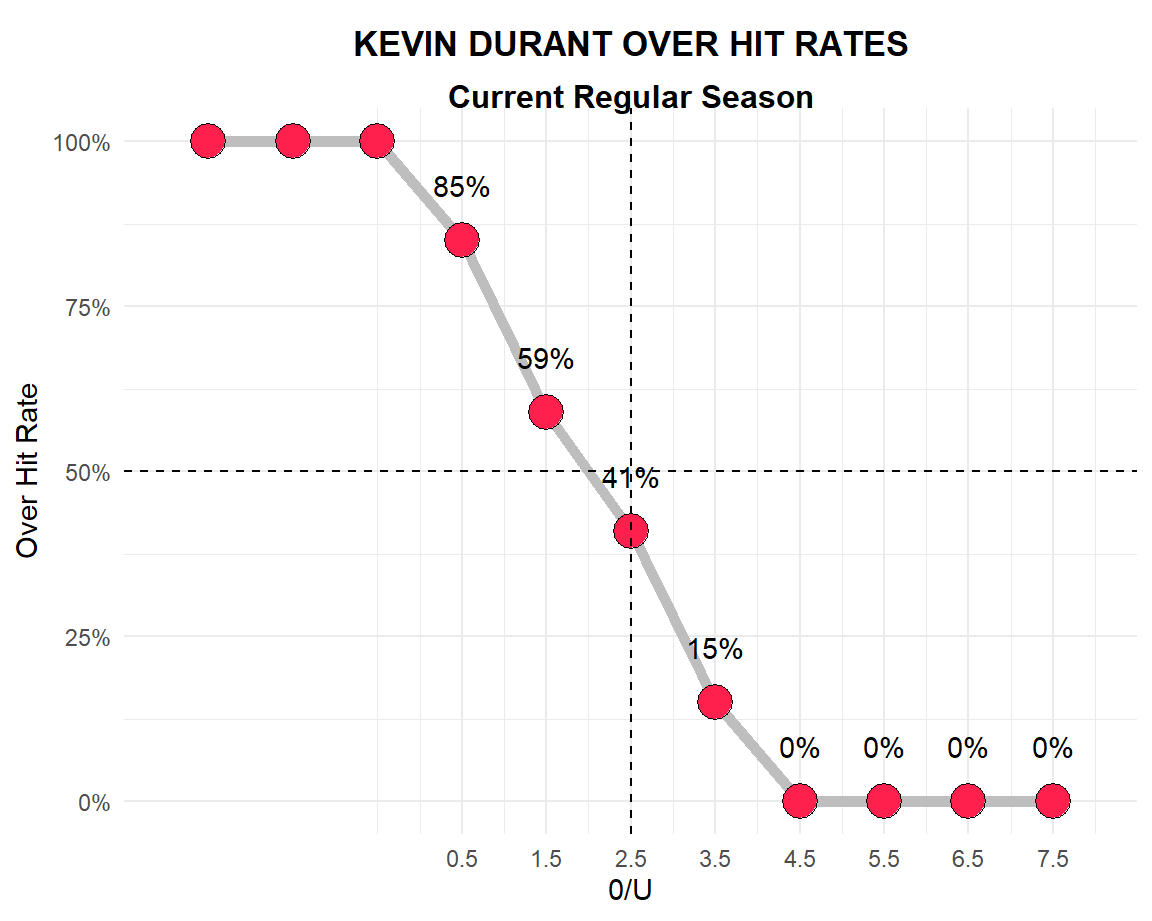 KEVIN DURANT OVER HIT RATES
Current Regular Season
Over Hit Rate
100%
75%
50%
25%
0%
85%
59%
41%
15%
0% 0% 0% 0%
0.5 1.5 2.5 3.5 4.5 5.5 6.5 7.5
0/U